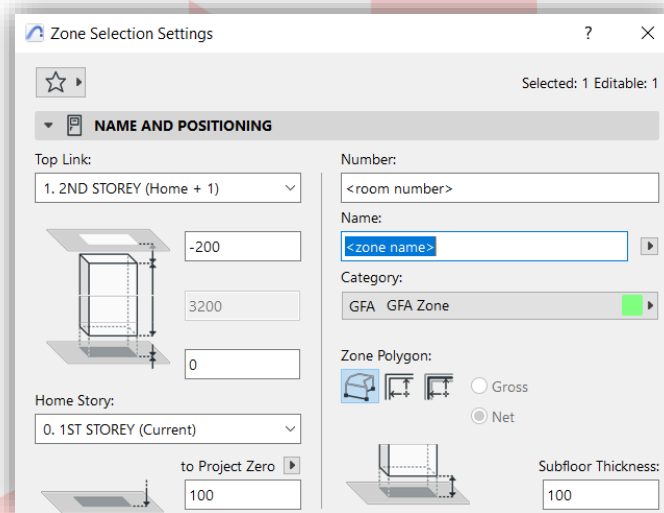 Zone Selection Settings
?
Selected: 1 Editable: 1
NAME AND POSITIONING
Top Link:
1. 2ND STOREY (Home + 1)
-200
3200
0
Home Story:
0. 1ST STOREY (Current)
to Project Zero
100
Number:
<room number>
Name:
<zone name>
Category:
GFA GFA Zone
Zone Polygon:
Gross
Net
Subfloor Thickness:
100